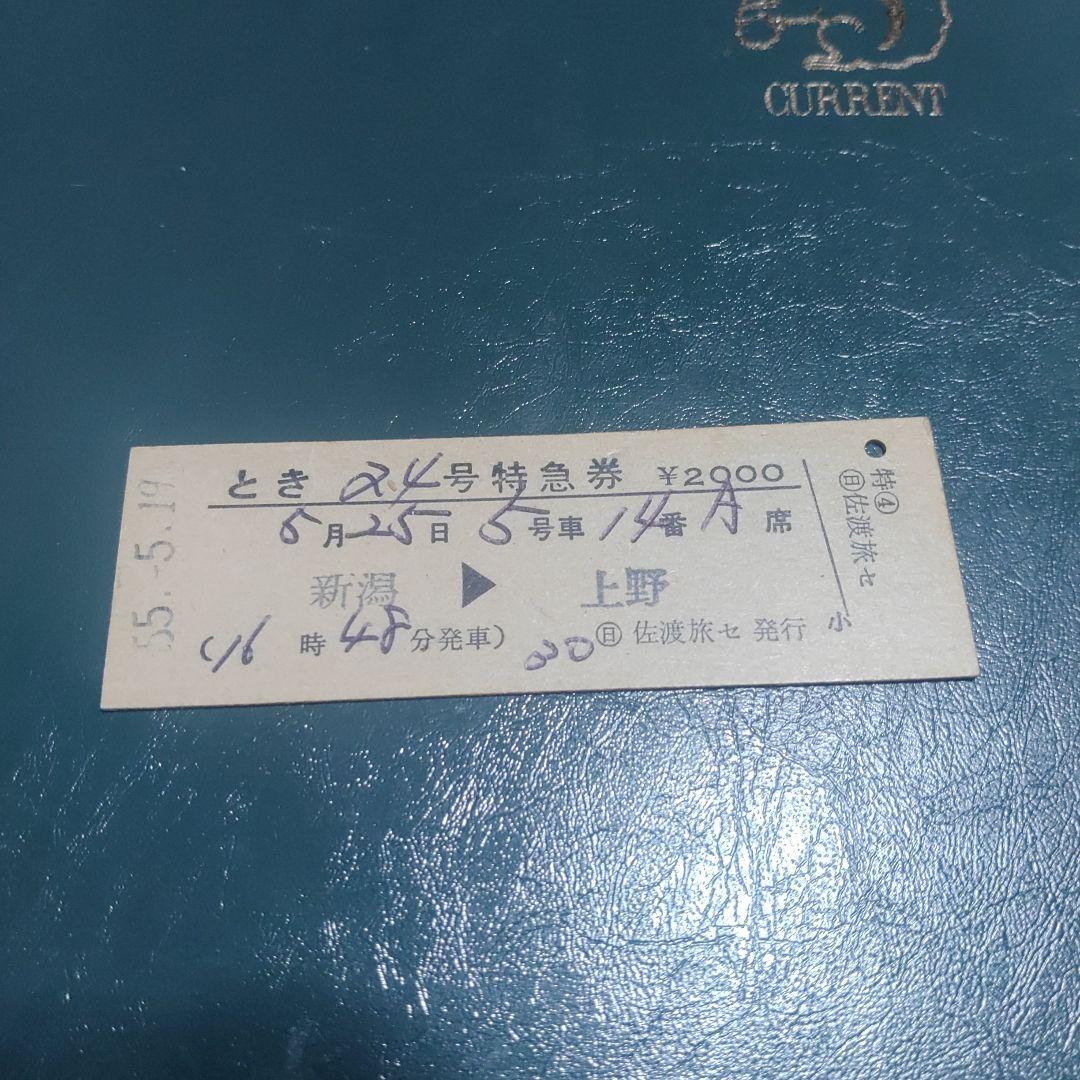 CURRENT
とき 24号特急券 ¥2000
5月25日 5号車 14番 A 席
新潟 ▶ 上野
(16時48分発車) 020 ㊐佐渡旅セ発行
小
特④
㊐佐渡旅セ
55.-5.19